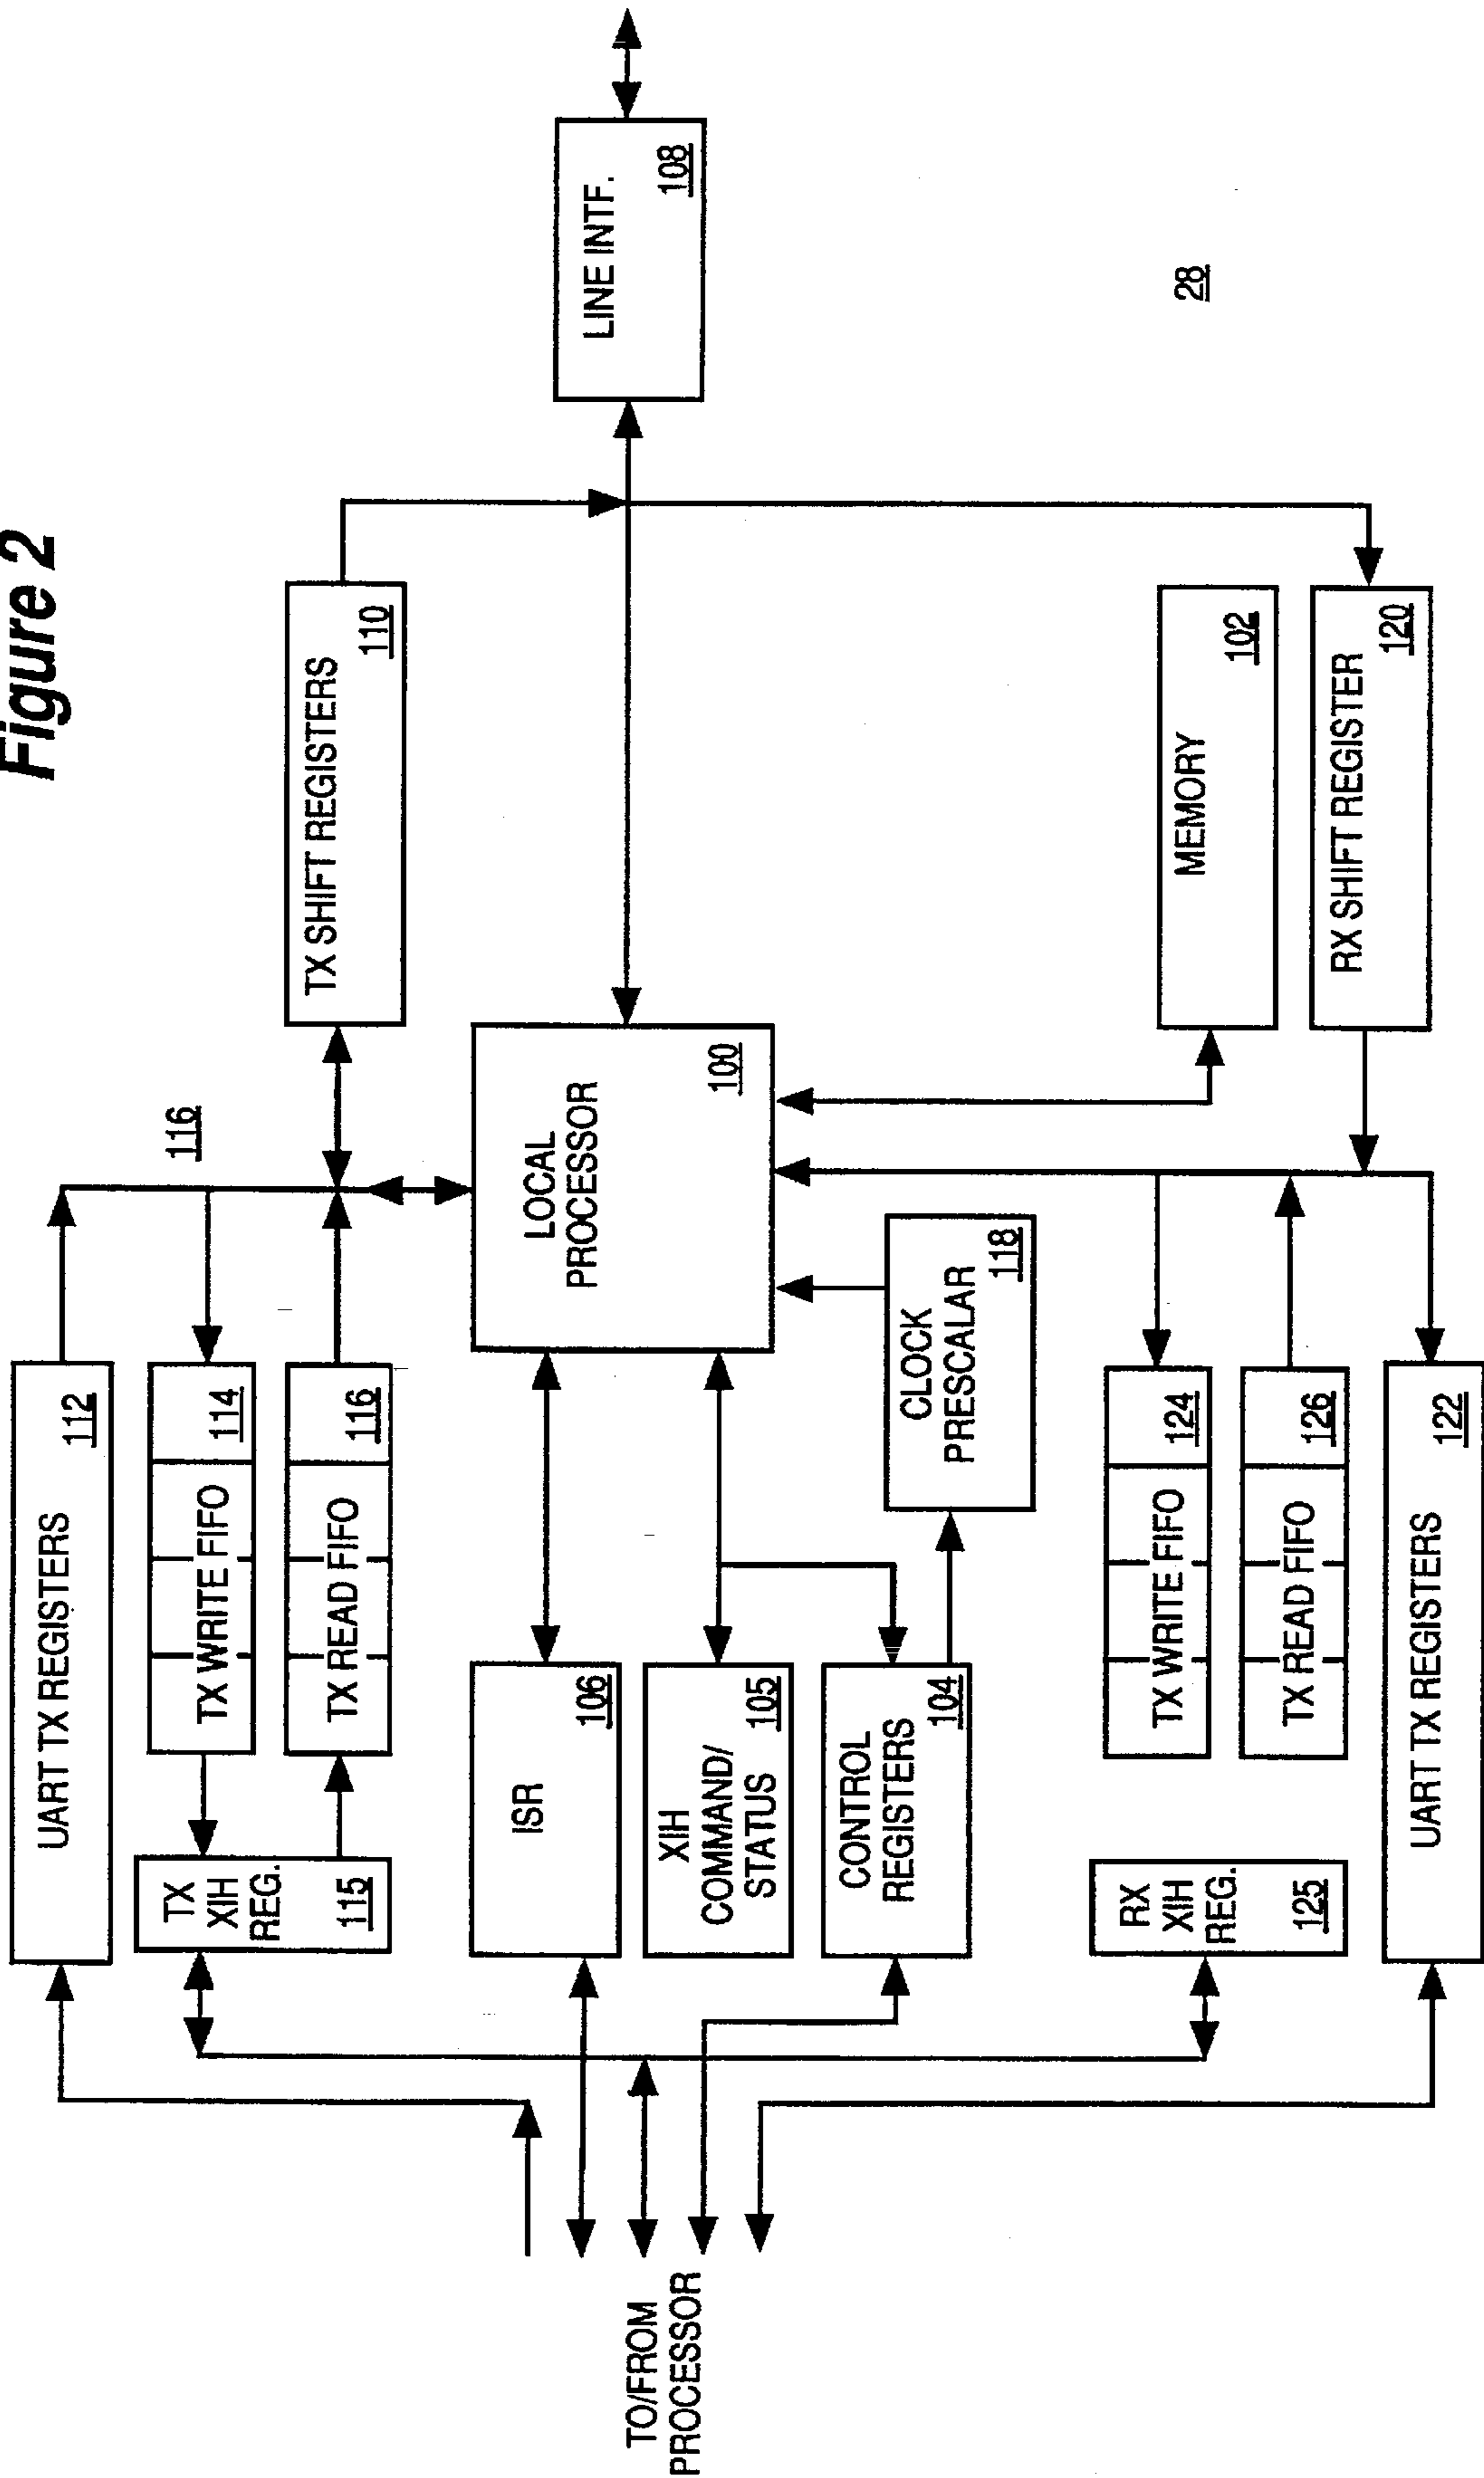 Figure 2
UART TX REGISTERS
112
TX WRITE FIFO
114
TX READ FIFO
116
TX
XIH
REG.
115
116
TX SHIFT REGISTERS
110
ISR
106
XIH
COMMAND/
STATUS
105
CONTROL
REGISTERS
104
LOCAL
PROCESSOR
100
CLOCK
PRESCALAR
118
LINE INTF.
108
TO/FROM
PROCESSOR
RX
XIH
REG.
125
TX WRITE FIFO
124
TX READ FIFO
126
UART TX REGISTERS
122
MEMORY
102
RX SHIFT REGISTER
120
28